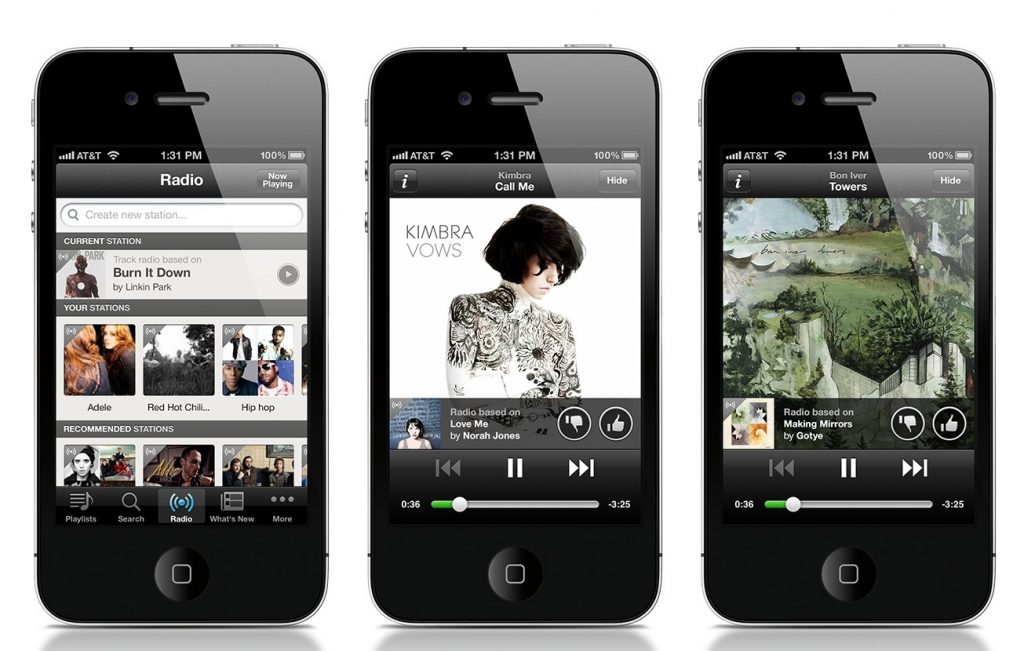 AT&T 1:31 PM 100%
Radio
Now
Playing
Create new station...
CURRENT STATION
Track radio based on
Burn It Down
by Linkin Park
YOUR STATIONS
Adele
Red Hot Chili...
Hip hop
RECOMMENDED STATIONS
Playlists
Search
Radio
What's New
More
AT&T 1:31 PM 100%
i
Kimbra
Call Me
Hide
KIMBRA
VOWS
Radio based on
Love Me
by Norah Jones
0:36
-3:25
AT&T 1:31 PM 100%
i
Bon Iver
Towers
Hide
bon iver
Radio based on
Making Mirrors
by Gotye
0:36
-3:25